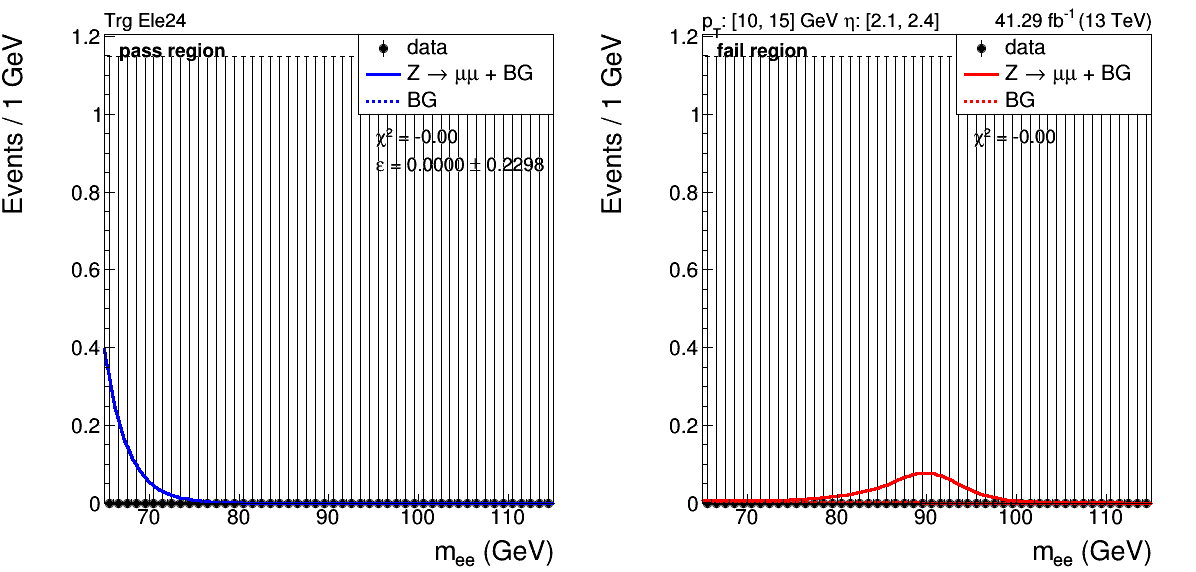 Trg Ele24
pass region
data
Z → μμ + BG
BG
χ² = -0.00
ε = 0.0000 ± 0.2298
Events / 1 GeV
1.2
1
0.8
0.6
0.4
0.2
0
70 80 90 100 110
mee (GeV)
pT: [10, 15] GeV η: [2.1, 2.4] 41.29 fb-1 (13 TeV)
fail region
data
Z → μμ + BG
BG
χ² = -0.00
Events / 1 GeV
1.2
1
0.8
0.6
0.4
0.2
0
70 80 90 100 110
mee (GeV)